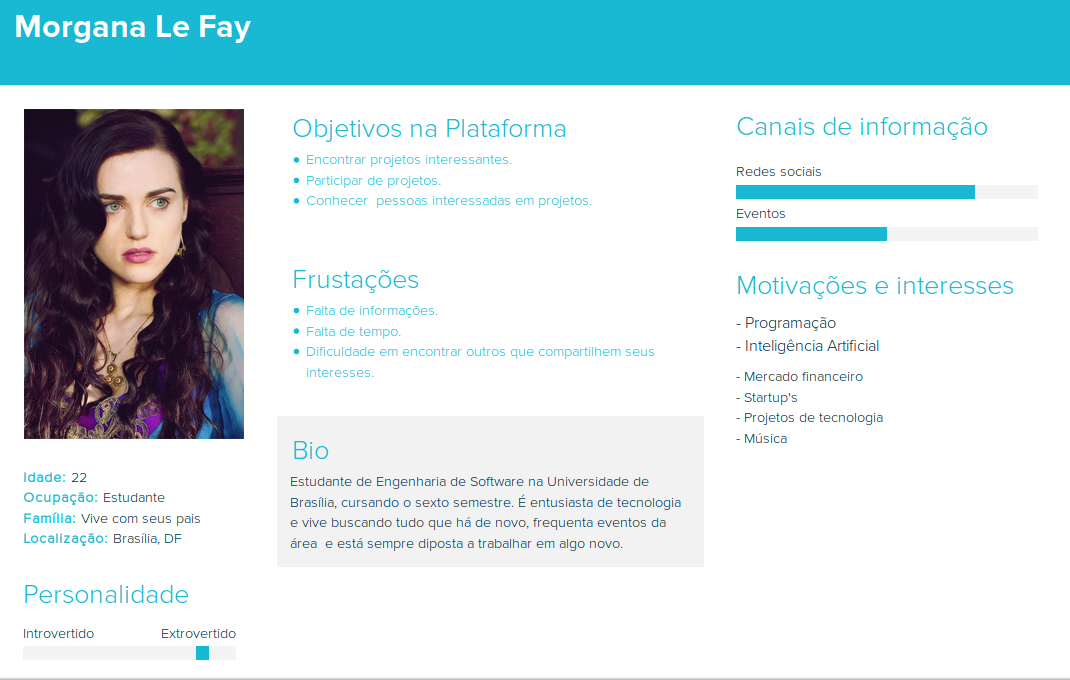 Morgana Le Fay
Idade: 22
Ocupação: Estudante
Família: Vive com seus pais
Localização: Brasília, DF
Personalidade
Introvertido Extrovertido
Objetivos na Plataforma
• Encontrar projetos interessantes.
• Participar de projetos.
• Conhecer  pessoas interessadas em projetos.
Frustações
• Falta de informações.
• Falta de tempo.
• Dificuldade em encontrar outros que compartilhem seus
interesses.
Bio
Estudante de Engenharia de Software na Universidade de
Brasília, cursando o sexto semestre. É entusiasta de tecnologia
e vive buscando tudo que há de novo, frequenta eventos da
área  e está sempre diposta a trabalhar em algo novo.
Canais de informação
Redes sociais
Eventos
Motivações e interesses
- Programação
- Inteligência Artificial
- Mercado financeiro
- Startup's
- Projetos de tecnologia
- Música